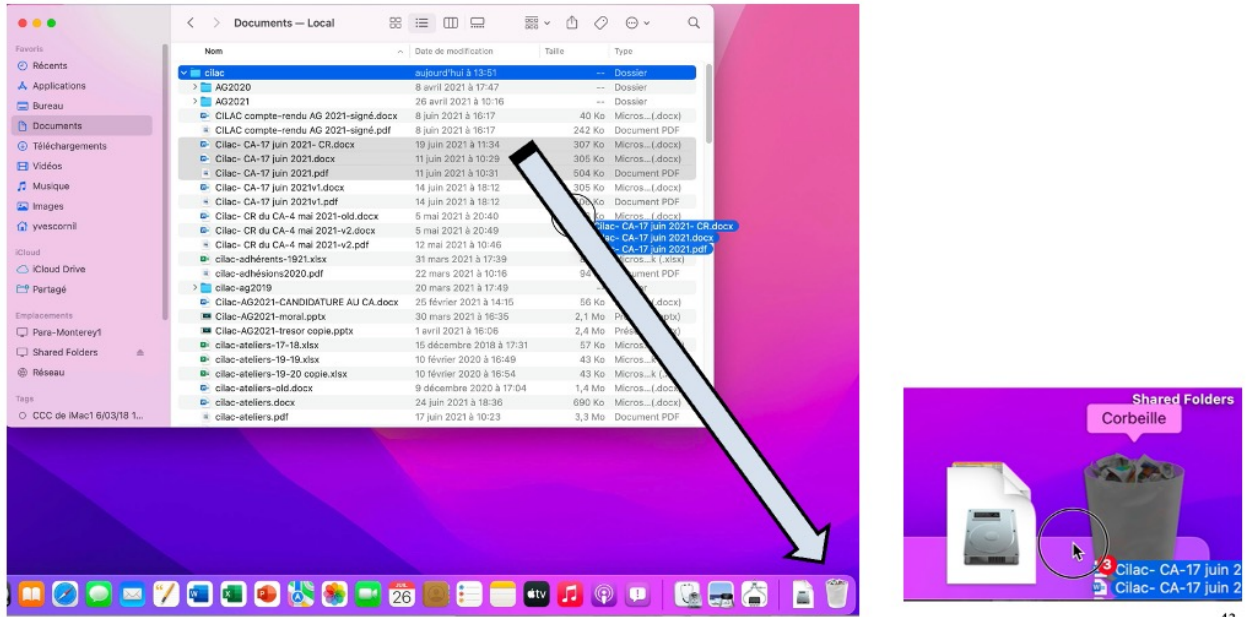 Documents — Local
Favoris
Récents
Applications
Bureau
Documents
Téléchargements
Vidéos
Musique
Images
yvescornil
iCloud
iCloud Drive
Partagé
Emplacements
Para-Monterey1
Shared Folders
Réseau
Tags
CCC de iMac1 6/03/18 1...
Nom Date de modification Taille Type
cilac aujourd'hui à 13:51 -- Dossier
AG2020 8 avril 2021 à 17:47 -- Dossier
AG2021 26 avril 2021 à 10:16 -- Dossier
CILAC compte-rendu AG 2021-signé.docx 8 juin 2021 à 16:17 40 Ko Micros...(.docx)
CILAC compte-rendu AG 2021-signé.pdf 8 juin 2021 à 16:17 242 Ko Document PDF
Cilac- CA-17 juin 2021- CR.docx 19 juin 2021 à 11:34 307 Ko Micros...(.docx)
Cilac- CA-17 juin 2021.docx 11 juin 2021 à 10:29 305 Ko Micros...(.docx)
Cilac- CA-17 juin 2021.pdf 11 juin 2021 à 10:31 504 Ko Document PDF
Cilac- CA-17 juin 2021v1.docx 14 juin 2021 à 18:12 305 Ko Micros...(.docx)
Cilac- CA-17 juin 2021v1.pdf 14 juin 2021 à 18:12 Ko Document PDF
Cilac- CR du CA-4 mai 2021-old.docx 5 mai 2021 à 20:40 Ko Micros...(.docx)
Cilac- CR du CA-4 mai 2021-v2.docx 5 mai 2021 à 20:49
Cilac- CR du CA-4 mai 2021-v2.pdf 12 mai 2021 à 10:46
cilac-adhérents-1921.xlsx 31 mars 2021 à 17:39
cilac-adhésions2020.pdf 22 mars 2021 à 10:16 94
cilac-ag2019 20 mars 2021 à 17:49
Cilac-AG2021-CANDIDATURE AU CA.docx 25 février 2021 à 14:15 56 Ko
Cilac-AG2021-moral.pptx 30 mars 2021 à 16:35 2,1 Mo
Cilac-AG2021-tresor copie.pptx 1 avril 2021 à 16:06 2,4 Mo
cilac-ateliers-17-18.xlsx 15 décembre 2018 à 17:31 57 Ko
cilac-ateliers-19-19.xlsx 10 février 2020 à 16:49 43 Ko
cilac-ateliers-19-20 copie.xlsx 10 février 2020 à 16:54 43 Ko
cilac-ateliers-old.docx 9 décembre 2020 à 17:04 1,4 Mo Micros...(.docx)
cilac-ateliers.docx 24 juin 2021 à 18:36 690 Ko Micros...(.docx)
cilac-ateliers.pdf 17 juin 2021 à 10:23 3,3 Mo Document PDF
Cilac- CA-17 juin 2021- CR.docx
CA-17 juin 2021.docx
CA-17 juin 2021.pdf
26
tv
Shared Folders
Corbeille
3
Cilac- CA-17 juin 2
Cilac- CA-17 juin 2